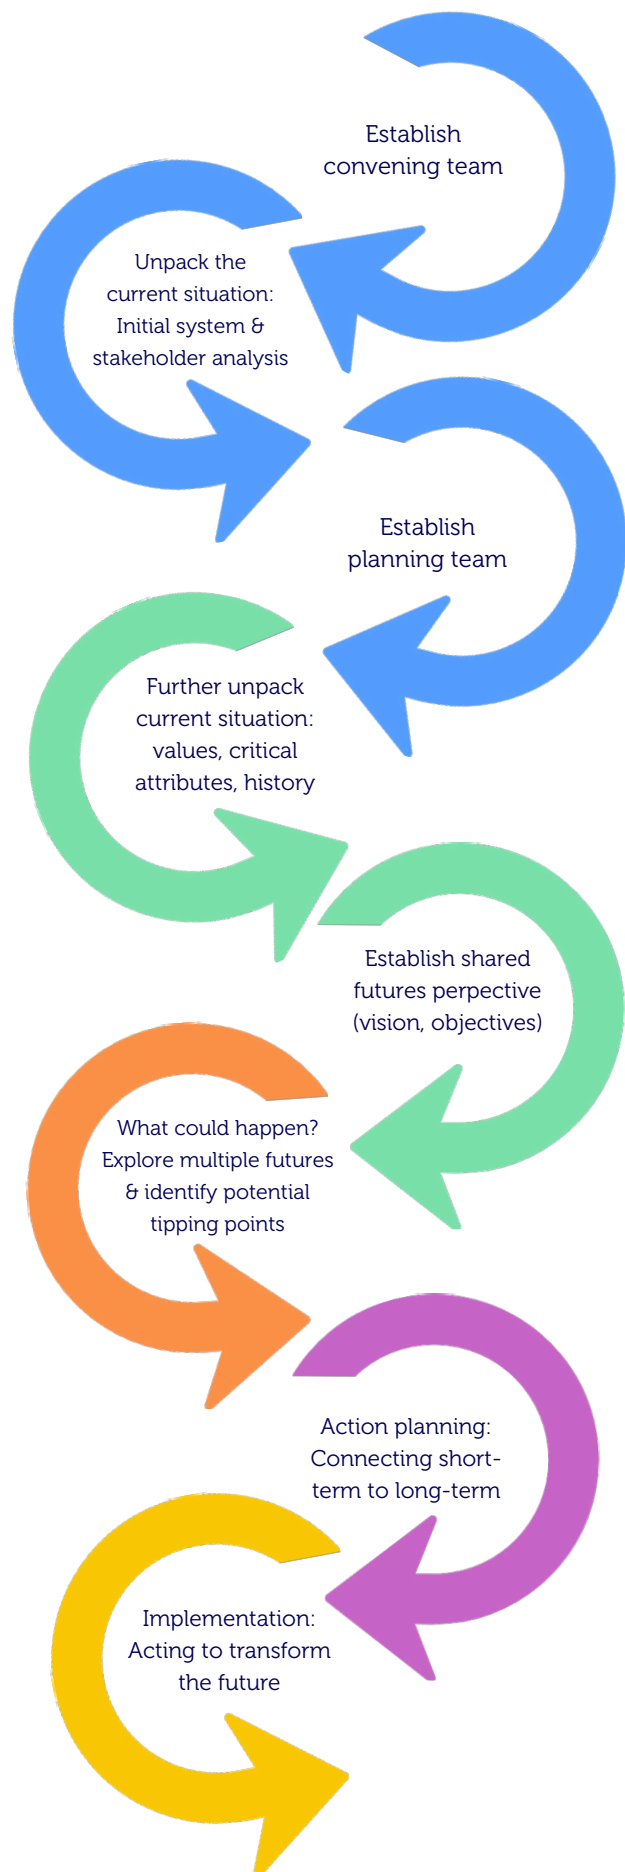 Establish
convening team
Unpack the
current situation:
Initial system &
stakeholder analysis
Establish
planning team
Further unpack
current situation:
values, critical
attributes, history
Establish shared
futures perpective
(vision, objectives)
What could happen?
Explore multiple futures
& identify potential
tipping points
Action planning:
Connecting short-
term to long-term
Implementation:
Acting to transform
the future